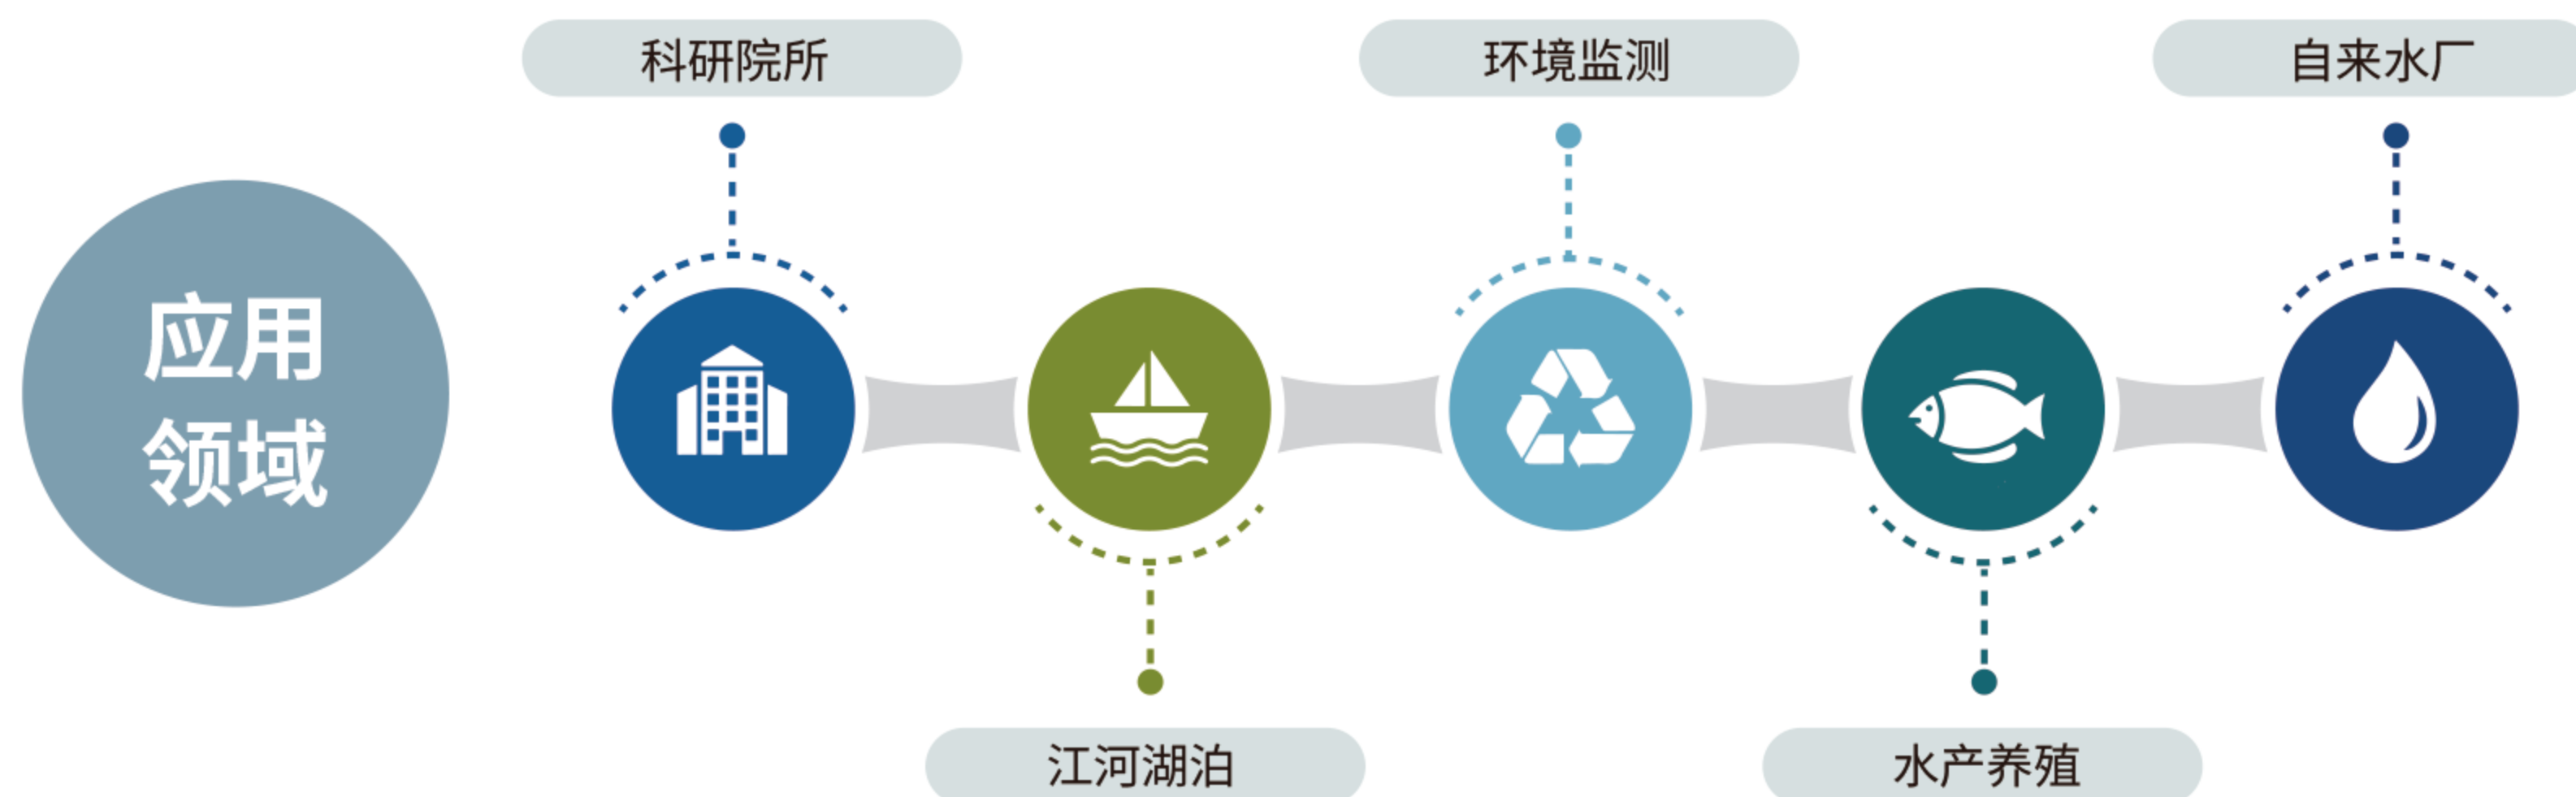 应用
领域
科研院所
江河湖泊
环境监测
水产养殖
自来水厂